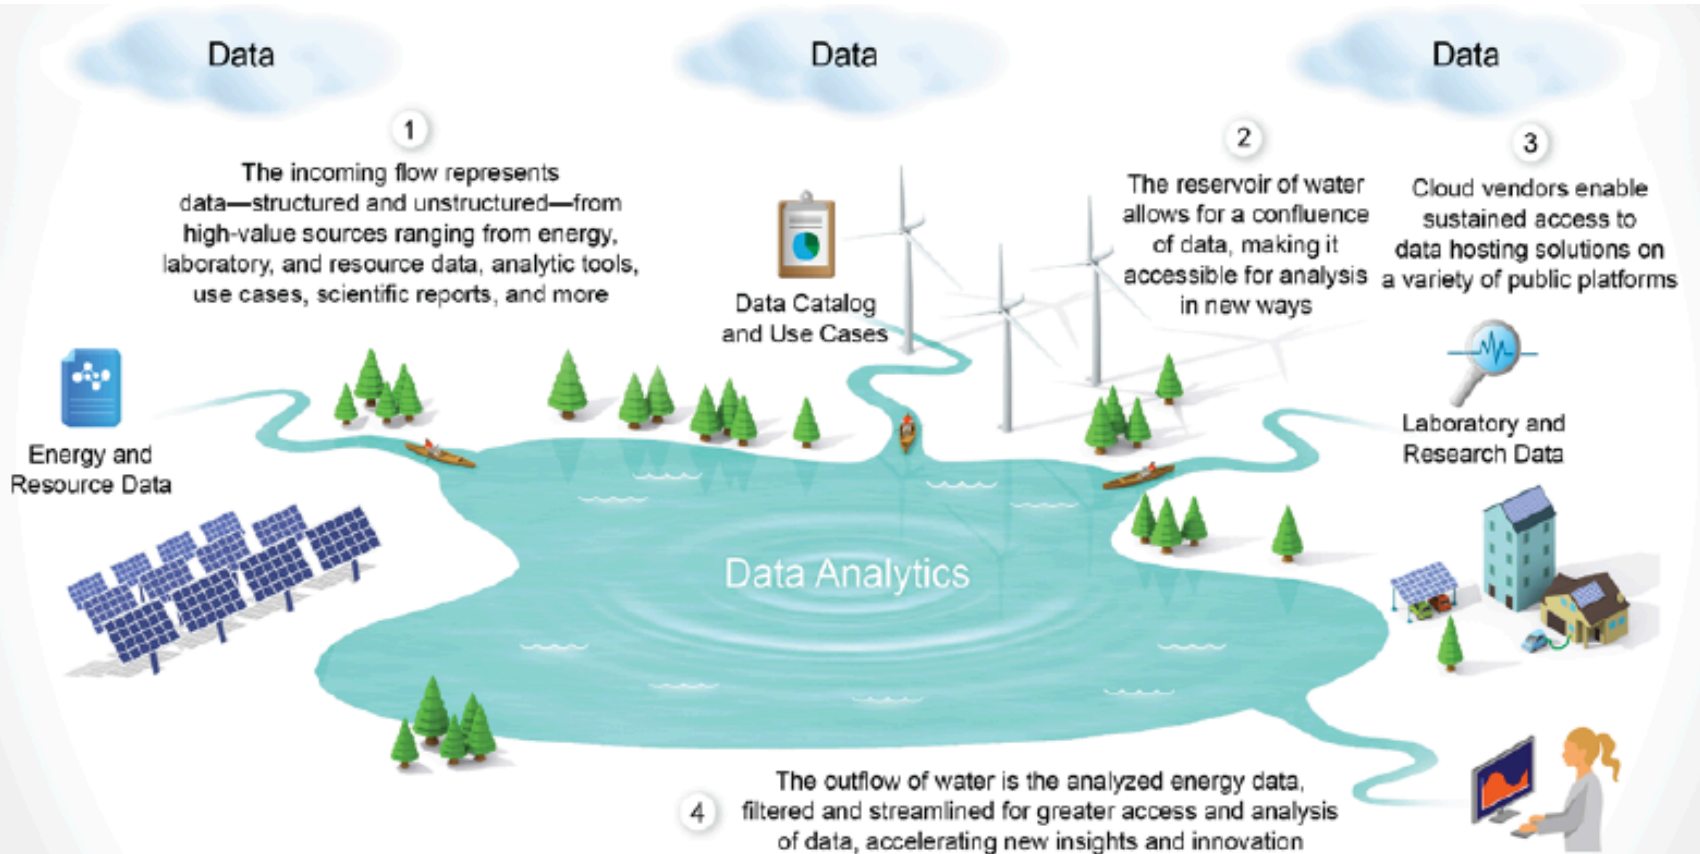 Data
Data
Data
1
The incoming flow represents
data—structured and unstructured—from
high-value sources ranging from energy,
laboratory, and resource data, analytic tools,
use cases, scientific reports, and more
2
The reservoir of water
allows for a confluence
of data, making it
accessible for analysis
in new ways
3
Cloud vendors enable
sustained access to
data hosting solutions on
a variety of public platforms
Data Catalog
and Use Cases
Energy and
Resource Data
Laboratory and
Research Data
Data Analytics
4
The outflow of water is the analyzed energy data,
filtered and streamlined for greater access and analysis
of data, accelerating new insights and innovation